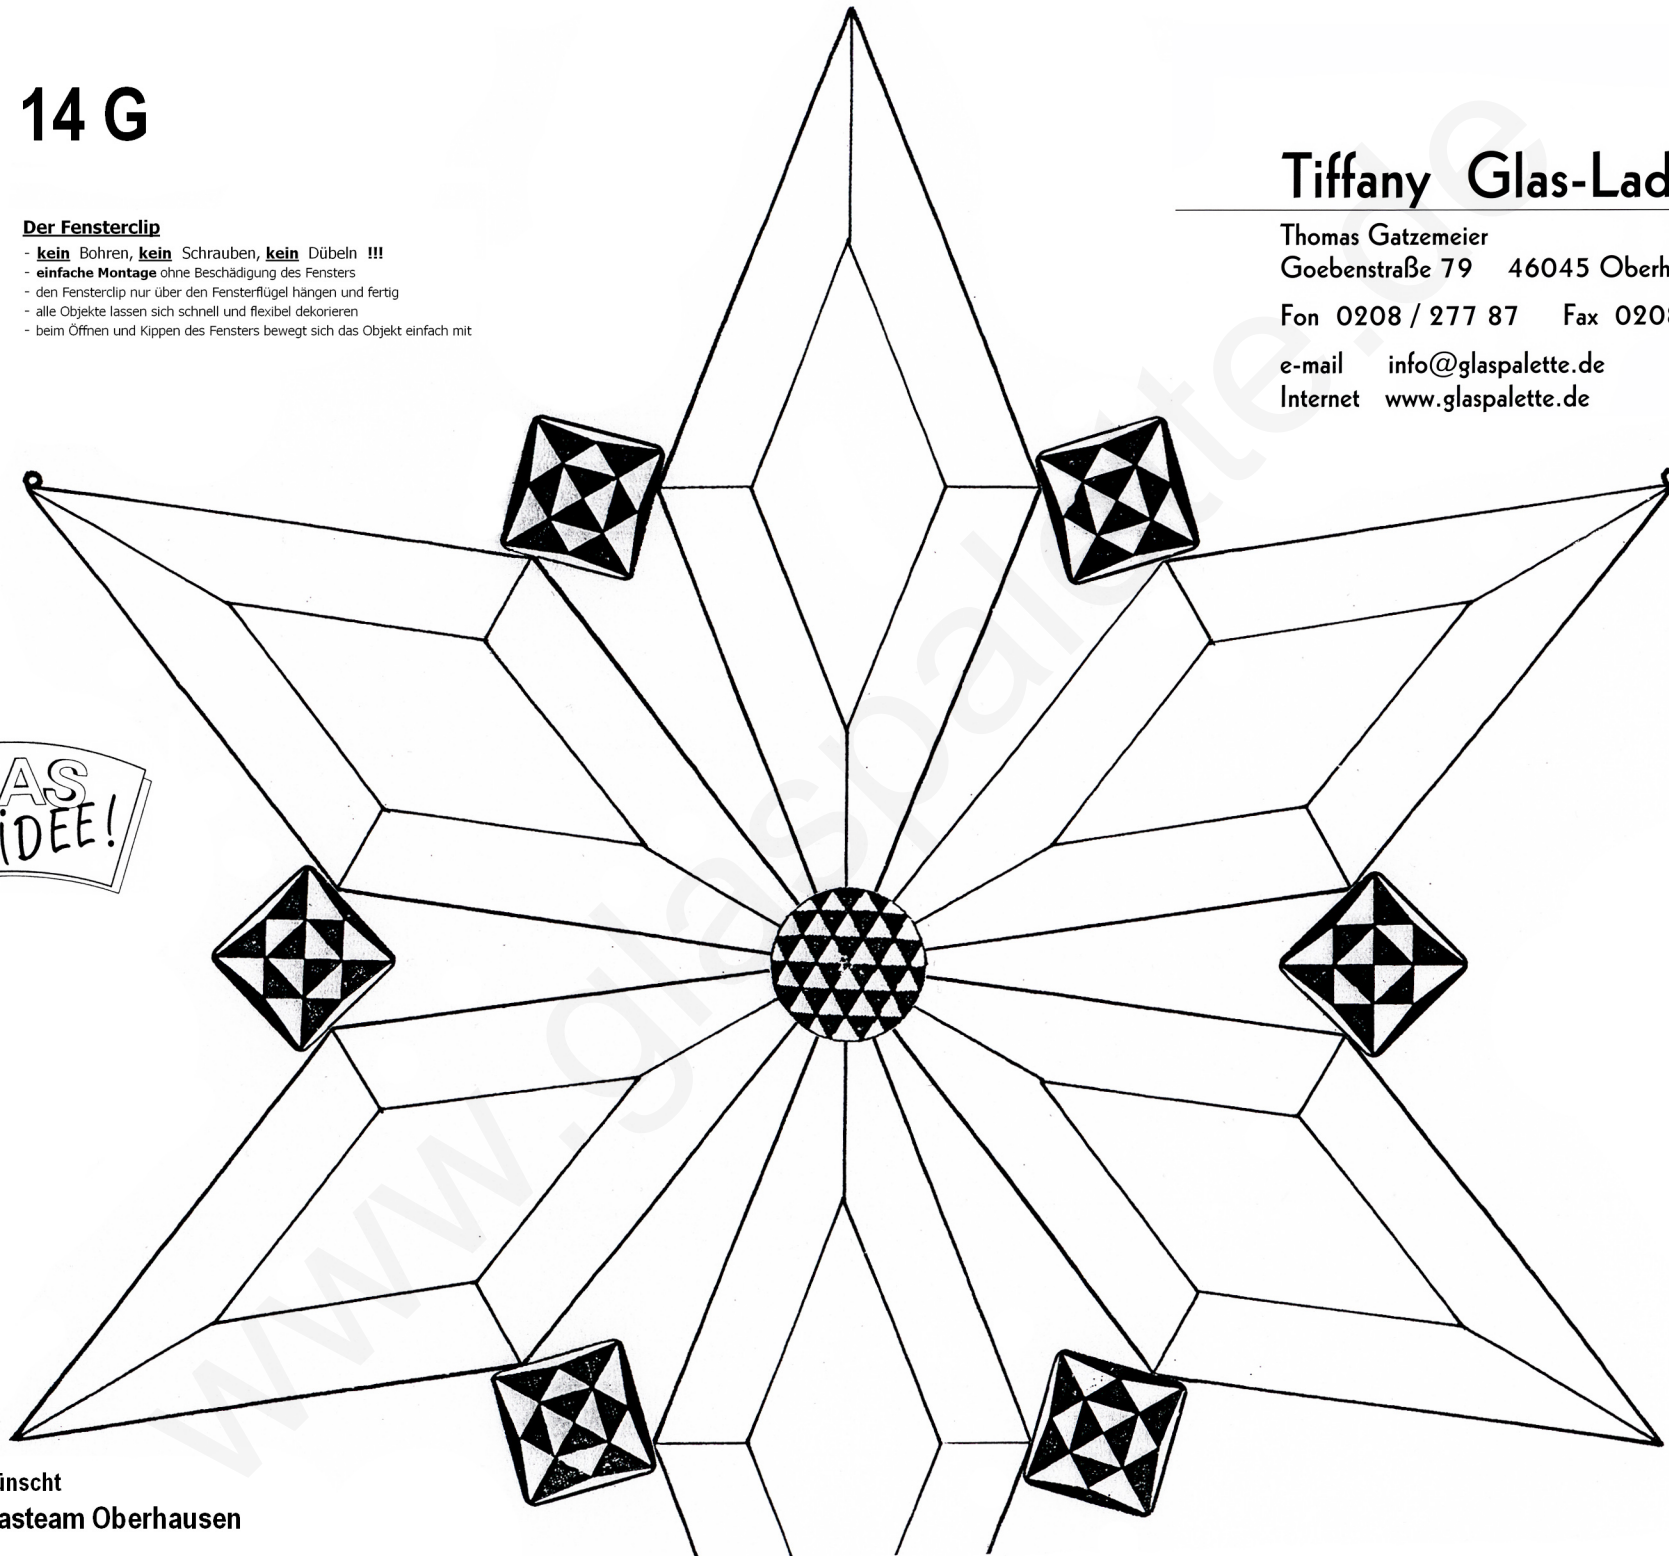 14 G
Der Fensterclip
- kein Bohren, kein Schrauben, kein Dübeln !!!
- einfache Montage ohne Beschädigung des Fensters
- den Fensterclip nur über den Fensterflügel hängen und fertig
- alle Objekte lassen sich schnell und flexibel dekorieren
- beim Öffnen und Kippen des Fensters bewegt sich das Objekt einfach mit
Tiffany Glas-Lad
Thomas Gatzemeier
Goebenstraße 79 46045 Oberh
Fon 0208 / 277 87 Fax 0208
e-mail info@glaspalette.de
Internet www.glaspalette.de
AS
iDEE!
www.glaspalette.de
ünscht
asteam Oberhausen